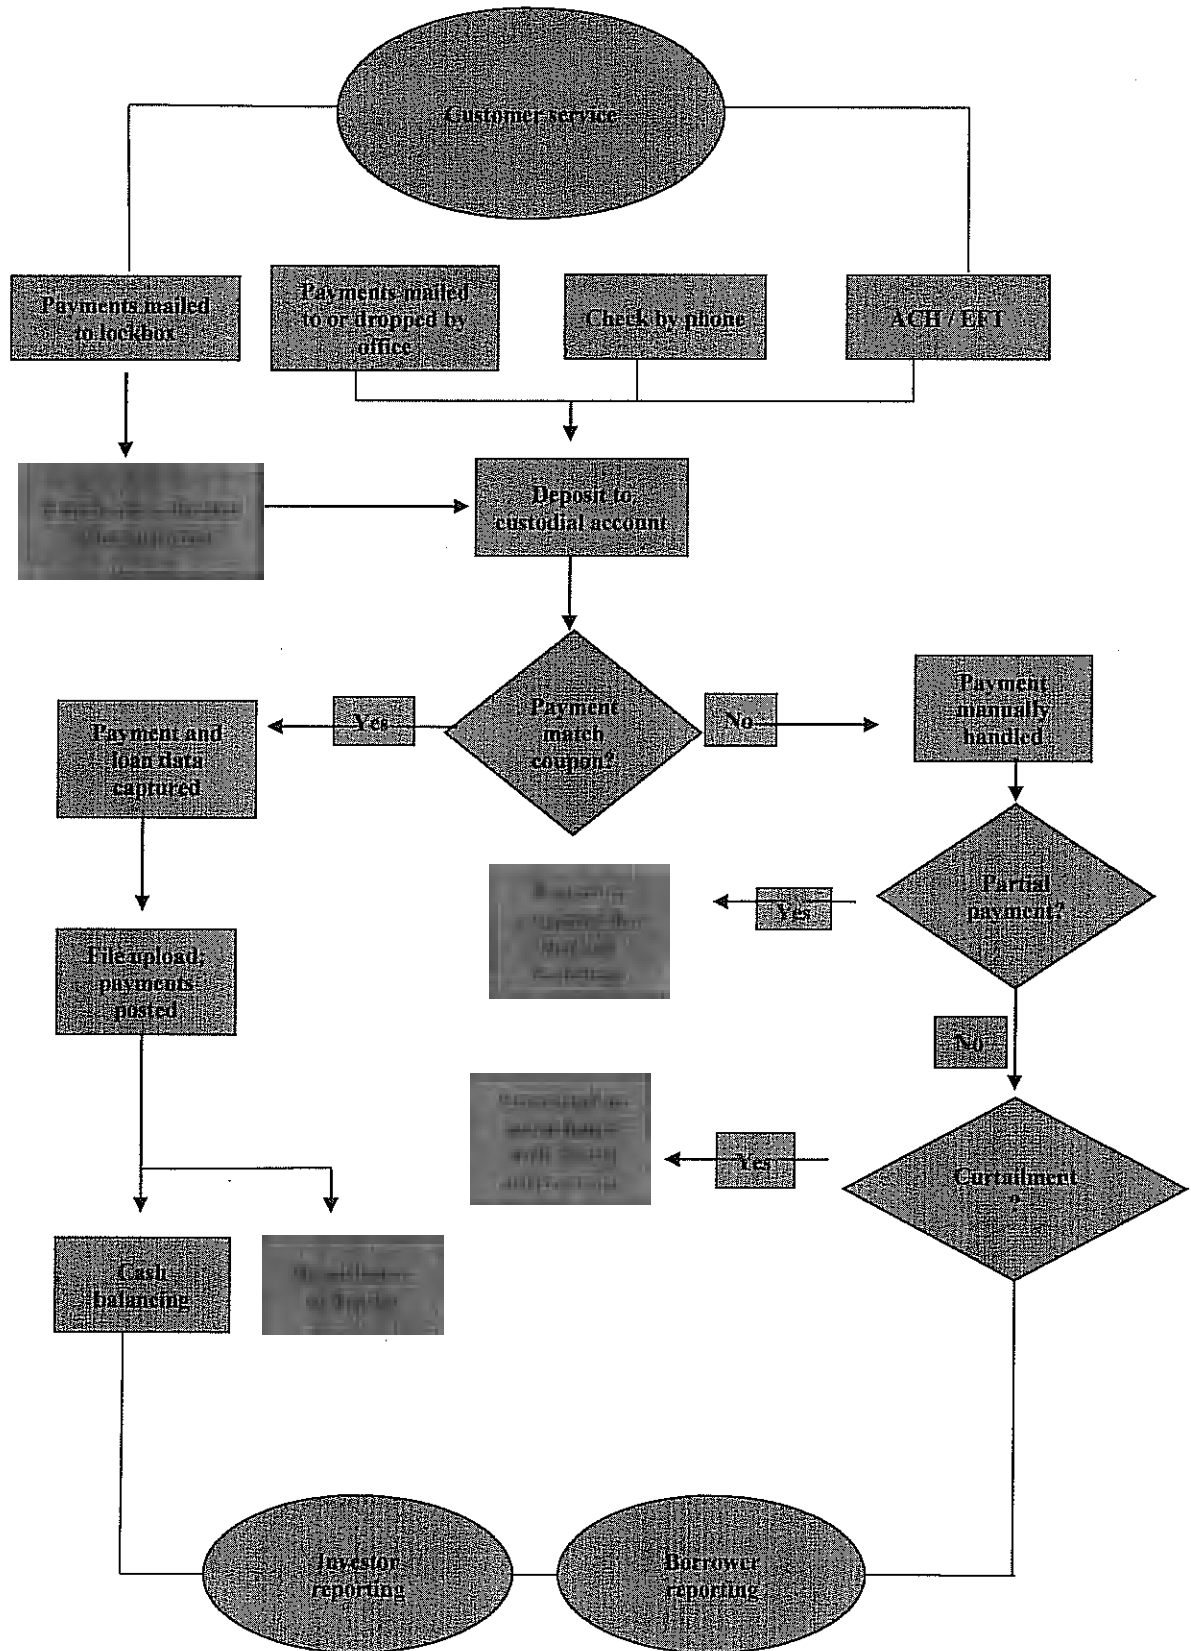 Customer service
Payments mailed
to lockbox
Payments mailed
to or dropped by
office
Check by phone
ACH / EFT
Deposit to
custodial account
Payment
match
coupon?
Yes
No
Payment
manually
handled
Payment and
loan data
captured
Partial
payment?
Yes
File upload;
payments
posted
No
Curtailment
?
Yes
Cash
balancing
Investor
reporting
Borrower
reporting